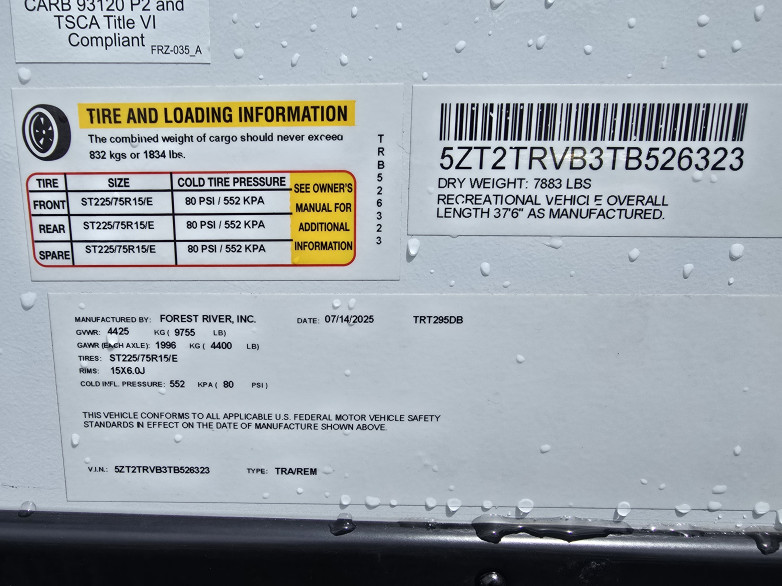 CARB 93120 P2 and
TSCA Title VI
Compliant
FRZ-035_A
TIRE AND LOADING INFORMATION
The combined weight of cargo should never exceed
832 kgs or 1834 lbs.
TIRE SIZE COLD TIRE PRESSURE SEE OWNER'S MANUAL FOR ADDITIONAL INFORMATION
FRONT ST225/75R15/E 80 PSI / 552 KPA
REAR ST225/75R15/E 80 PSI / 552 KPA
SPARE ST225/75R15/E 80 PSI / 552 KPA
TRB526323
5ZT2TRVB3TB526323
DRY WEIGHT: 7883 LBS
RECREATIONAL VEHICLE OVERALL
LENGTH 37'6" AS MANUFACTURED.
MANUFACTURED BY: FOREST RIVER, INC. DATE: 07/14/2025 TRT295DB
GVWR: 4425 KG ( 9755 LB)
GAWR (EACH AXLE): 1996 KG ( 4400 LB)
TIRES: ST225/75R15/E
RIMS: 15X6.0J
COLD INFL. PRESSURE: 552 KPA ( 80 PSI )
THIS VEHICLE CONFORMS TO ALL APPLICABLE U.S. FEDERAL MOTOR VEHICLE SAFETY
STANDARDS IN EFFECT ON THE DATE OF MANUFACTURE SHOWN ABOVE.
V.I.N.: 5ZT2TRVB3TB526323 TYPE: TRA/REM